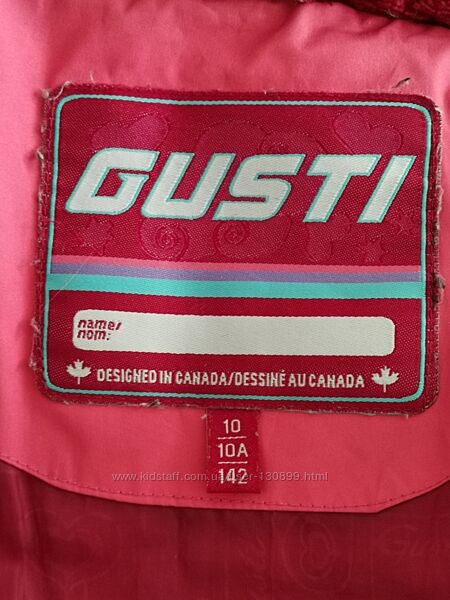 GUSTI
name/
nom:
DESIGNED IN CANADA/DESSINÉ AU CANADA
10
10A
142